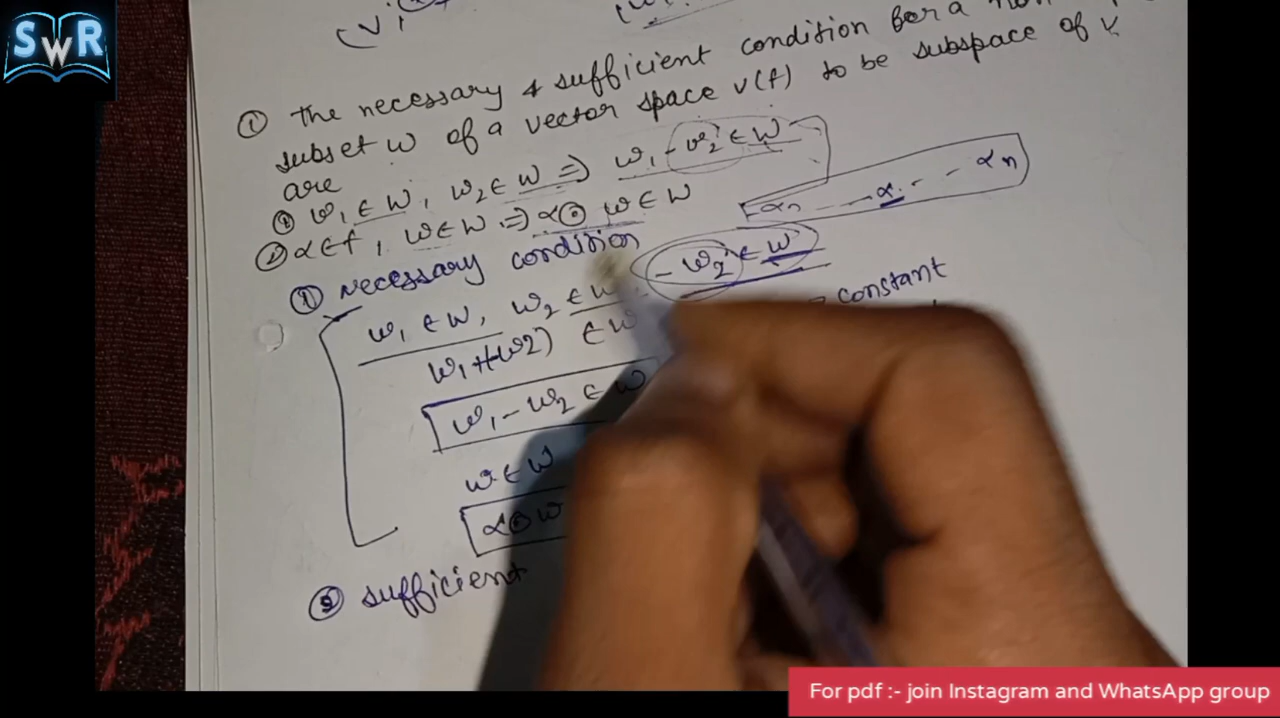 SWR
① The necessary & sufficient condition for a non
subset W of a vector space V(f) to be subspace of V
are
① w₁ ∈ W, w₂ ∈ W ⇒ w₁ - w₂ ∈ W
② α ∈ f, w ∈ W ⇒ α ⊙ w ∈ W
αₙ - - α - - αₙ
① Necessary condition
- w₂ ∈ W
w₁ ∈ W, w₂ ∈ W
= constant
w₁ + (-w₂) ∈ W
w₁ - w₂ ∈ W
w ∈ W
α ⊙ w
② sufficient
For pdf :- join Instagram and WhatsApp group